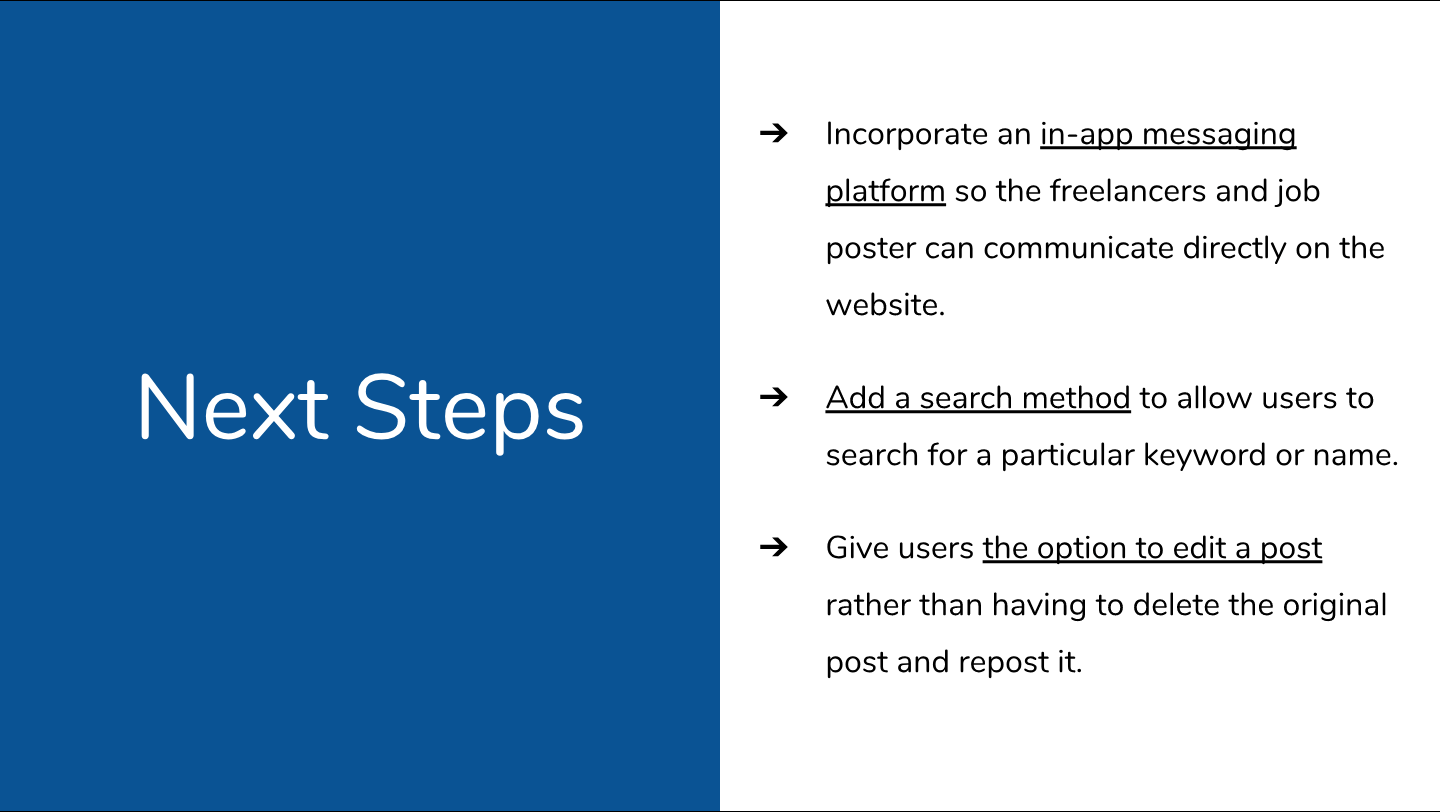 Next Steps
➔ Incorporate an in-app messaging
platform so the freelancers and job
poster can communicate directly on the
website.
➔ Add a search method to allow users to
search for a particular keyword or name.
➔ Give users the option to edit a post
rather than having to delete the original
post and repost it.